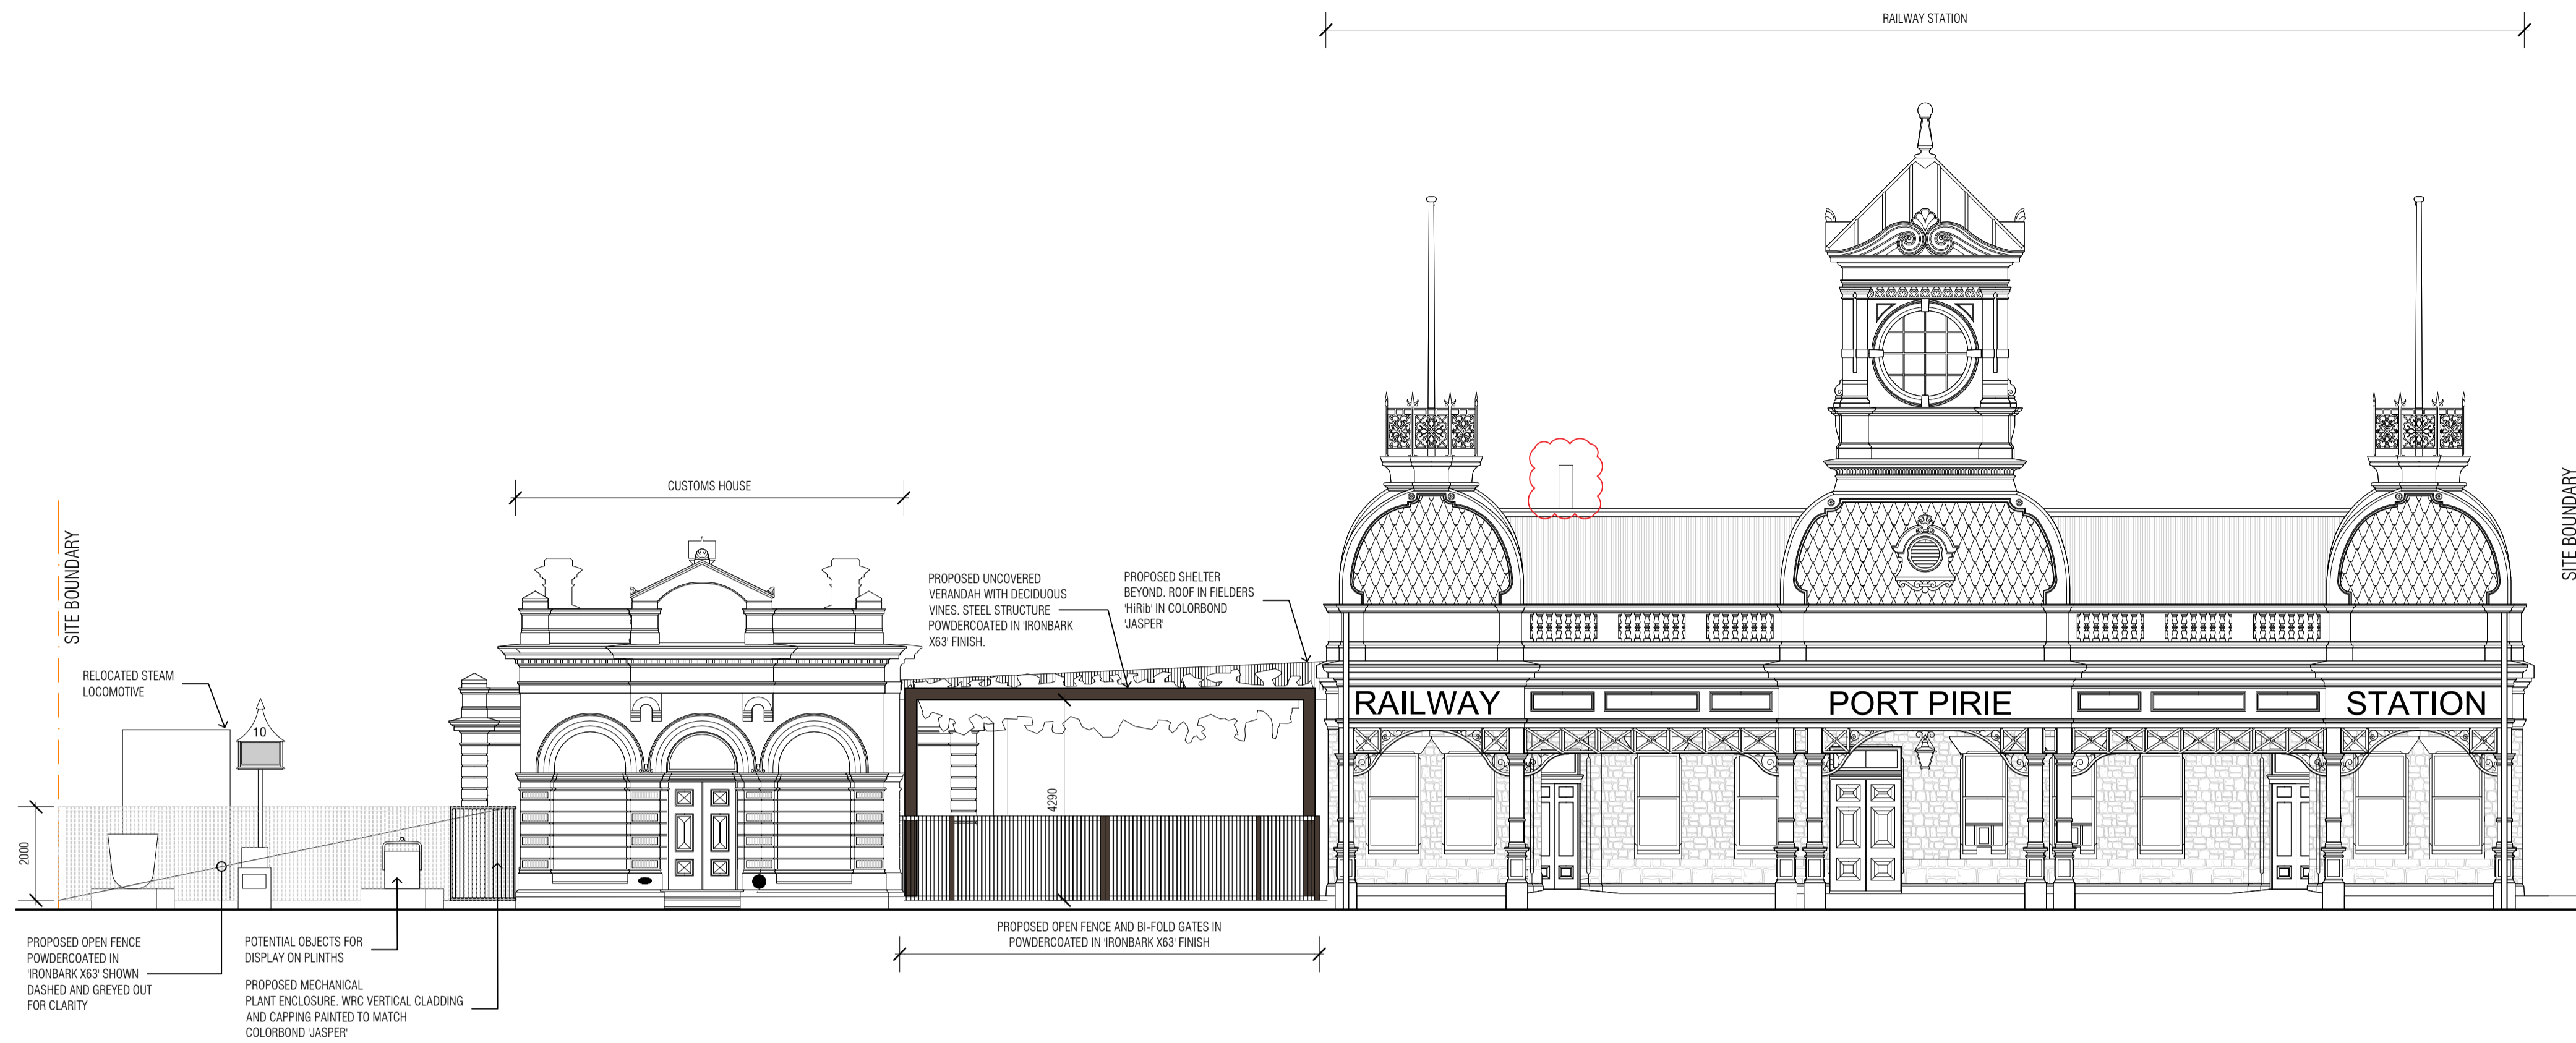 RAILWAY STATION
CUSTOMS HOUSE
SITE BOUNDARY
SITE BOUNDARY
PROPOSED UNCOVERED
VERANDAH WITH DECIDUOUS
VINES. STEEL STRUCTURE
POWDERCOATED IN 'IRONBARK
X63' FINISH.
PROPOSED SHELTER
BEYOND. ROOF IN FIELDERS
'HiRib' IN COLORBOND
'JASPER'
RELOCATED STEAM
LOCOMOTIVE
10
RAILWAY
PORT PIRIE
STATION
4290
2000
PROPOSED OPEN FENCE AND BI-FOLD GATES IN
POWDERCOATED IN 'IRONBARK X63' FINISH
PROPOSED OPEN FENCE
POWDERCOATED IN
'IRONBARK X63' SHOWN
DASHED AND GREYED OUT
FOR CLARITY
POTENTIAL OBJECTS FOR
DISPLAY ON PLINTHS
PROPOSED MECHANICAL
PLANT ENCLOSURE. WRC VERTICAL CLADDING
AND CAPPING PAINTED TO MATCH
COLORBOND 'JASPER'